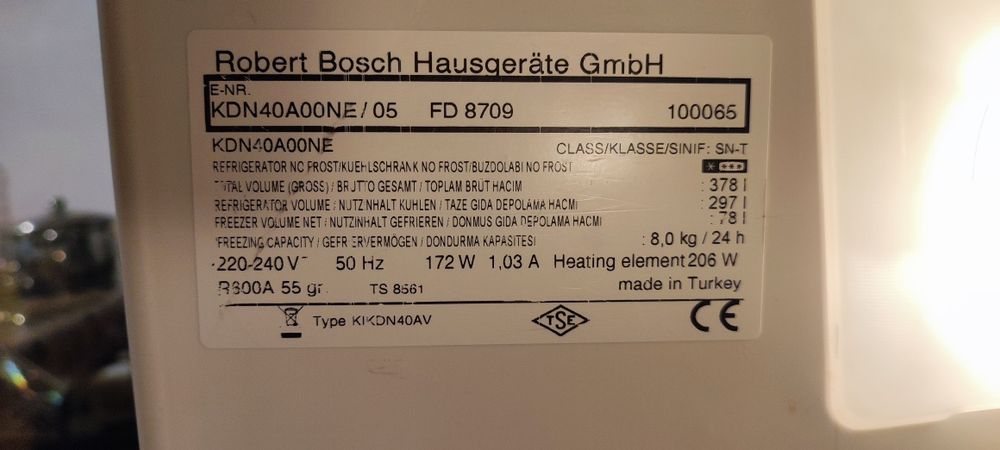 Robert Bosch Hausgeräte GmbH
E-NR.
KDN40A00NE / 05 FD 8709 100065
KDN40A00NE CLASS/KLASSE/SINIF: SN-T
REFRIGERATOR NO FROST/KUEHLSCHRANK NO FROST/BUZDOLABI NO FROST
TOTAL VOLUME (GROSS) / BRUTTO GESAMT / TOPLAM BRUT HACIM : 378 l
REFRIGERATOR VOLUME / NUTZINHALT KUHLEN / TAZE GIDA DEPOLAMA HACMI : 297 l
FREEZER VOLUME NET / NUTZINHALT GEFRIEREN / DONMUS GIDA DEPOLAMA HACMI : 78 l
FREEZING CAPACITY / GEFRIERVERMÖGEN / DONDURMA KAPASITESI : 8,0 kg / 24 h
220-240 V~ 50 Hz 172 W 1,03 A Heating element 206 W
R600A 55 gr. TS 8561 made in Turkey
Type KIKDN40AV TSE CE